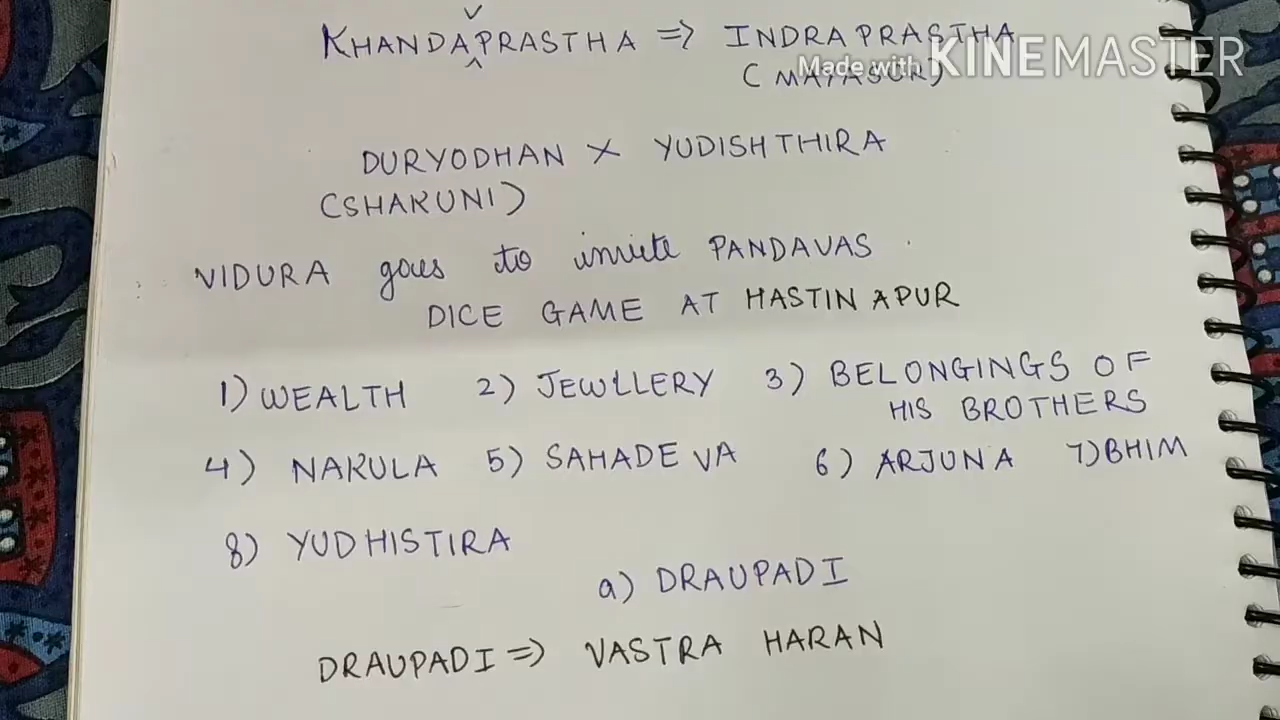 KHANDAPRASTHA => INDRAPRASTHA
Made with KINEMASTER
(MAYASUR)
DURYODHAN X YUDISHTHIRA
(SHAKUNI)
VIDURA goes to invite PANDAVAS
DICE GAME AT HASTINAPUR
1) WEALTH 2) JEWLLERY 3) BELONGINGS OF
HIS BROTHERS
4) NAKULA 5) SAHADEVA 6) ARJUNA 7) BHIM
8) YUDHISTIRA
a) DRAUPADI
DRAUPADI => VASTRA HARAN